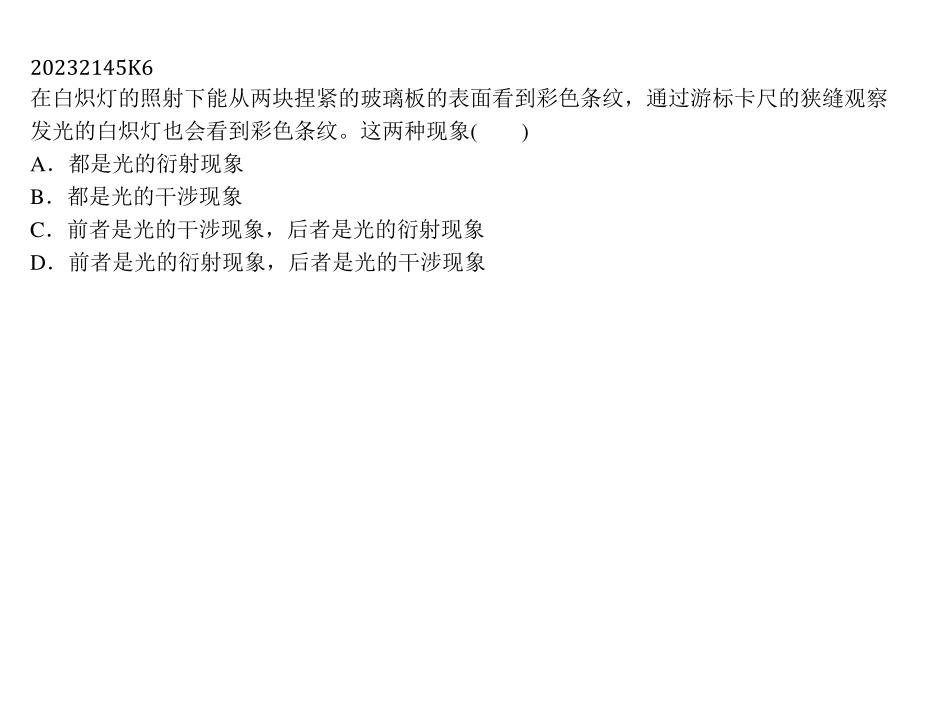 20232145K6
在白炽灯的照射下能从两块捏紧的玻璃板的表面看到彩色条纹，通过游标卡尺的狭缝观察
发光的白炽灯也会看到彩色条纹。这两种现象(　　)
A．都是光的衍射现象
B．都是光的干涉现象
C．前者是光的干涉现象，后者是光的衍射现象
D．前者是光的衍射现象，后者是光的干涉现象